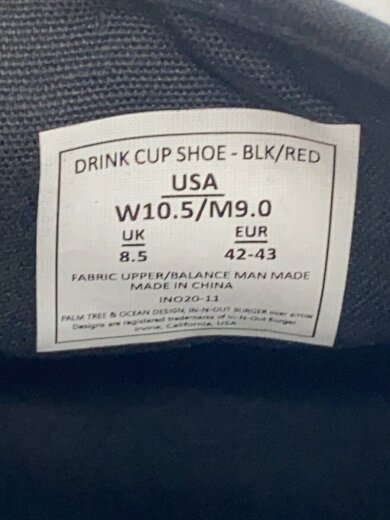 DRINK CUP SHOE - BLK/RED
USA
W10.5/M9.0
UK EUR
8.5 42-43
FABRIC UPPER/BALANCE MAN MADE
MADE IN CHINA
INO20-11
PALM TREE & OCEAN DESIGN, IN-N-OUT BURGER over arrow
Designs are registered trademarks of In-N-Out Burger
Irvine, California, USA